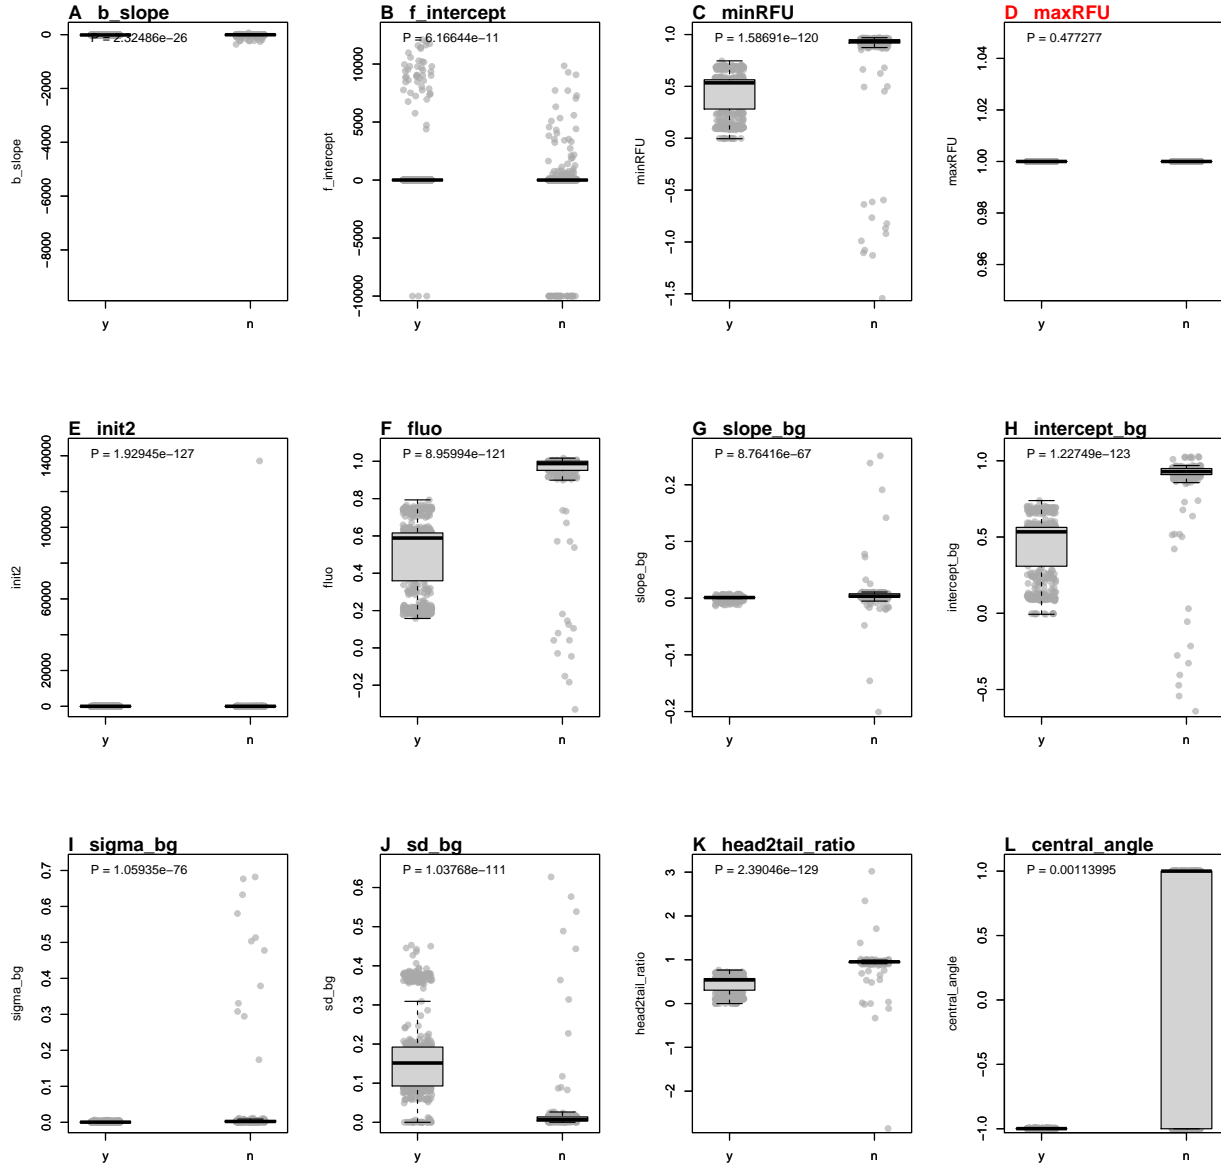 A b_slope
P = 2.32486e−26
b_slope
0
−2000
−4000
−6000
−8000
y n
B f_intercept
P = 6.16644e−11
f_intercept
10000
5000
0
−5000
−10000
y n
C minRFU
P = 1.58691e−120
minRFU
1.0
0.5
0.0
−0.5
−1.0
−1.5
y n
D maxRFU
P = 0.477277
maxRFU
1.04
1.02
1.00
0.98
0.96
y n
E init2
P = 1.92945e−127
init2
140000
100000
60000
20000
0
y n
F fluo
P = 8.95994e−121
fluo
1.0
0.8
0.6
0.4
0.2
0.0
−0.2
y n
G slope_bg
P = 8.76416e−67
slope_bg
0.2
0.1
0.0
−0.1
−0.2
y n
H intercept_bg
P = 1.22749e−123
intercept_bg
1.0
0.5
0.0
−0.5
y n
I sigma_bg
P = 1.05935e−76
sigma_bg
0.7
0.6
0.5
0.4
0.3
0.2
0.1
0.0
y n
J sd_bg
P = 1.03768e−111
sd_bg
0.6
0.5
0.4
0.3
0.2
0.1
0.0
y n
K head2tail_ratio
P = 2.39046e−129
head2tail_ratio
3
2
1
0
−1
−2
y n
L central_angle
P = 0.00113995
central_angle
1.0
0.5
0.0
−0.5
−1.0
y n